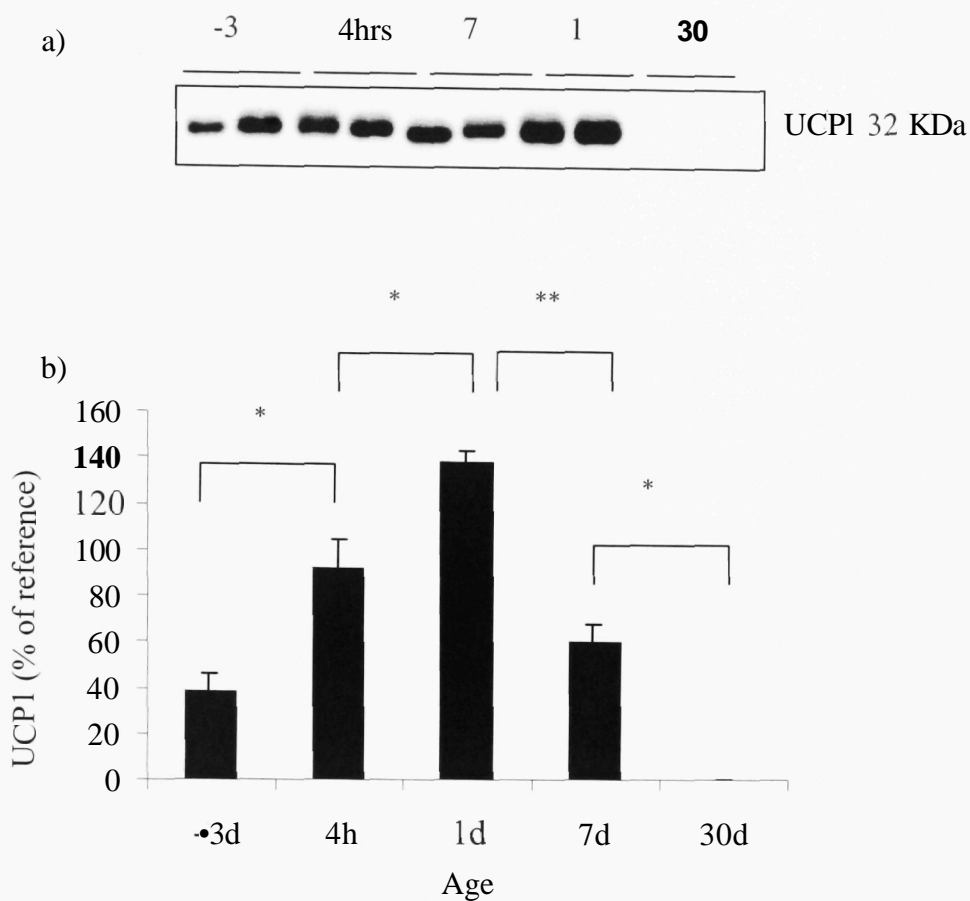 a) -3 4hrs 7 1 30
UCPl 32 KDa
* **
b)
*
*
UCP1 (% of reference)
160
140
120
100
80
60
40
20
0
-•3d 4h 1d 7d 30d
Age